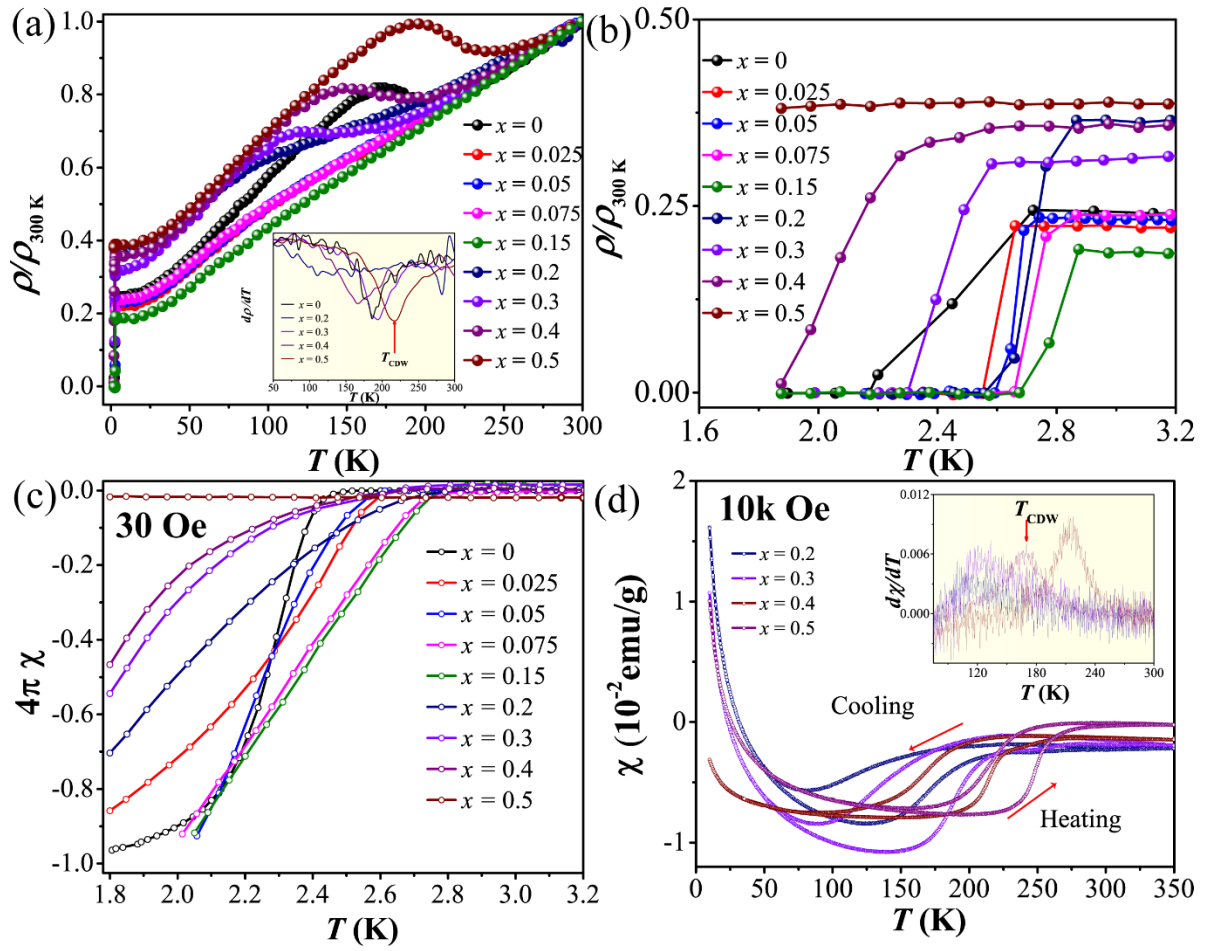 (a)
1.0
0.8
0.6
0.4
0.2
0.0
ρ/ρ300 K
0
50
100
150
200
250
300
T (K)
x = 0
x = 0.025
x = 0.05
x = 0.075
x = 0.15
x = 0.2
x = 0.3
x = 0.4
x = 0.5
dρ/dT
x = 0
x = 0.2
x = 0.3
x = 0.4
x = 0.5
TCDW
50
100
150
200
250
300
T (K)
(b)
0.50
0.25
0.00
ρ/ρ300 K
1.6
2.0
2.4
2.8
3.2
T (K)
x = 0
x = 0.025
x = 0.05
x = 0.075
x = 0.15
x = 0.2
x = 0.3
x = 0.4
x = 0.5
(c)
30 Oe
0.0
-0.2
-0.4
-0.6
-0.8
-1.0
4π χ
1.8
2.0
2.2
2.4
2.6
2.8
3.0
3.2
T (K)
x = 0
x = 0.025
x = 0.05
x = 0.075
x = 0.15
x = 0.2
x = 0.3
x = 0.4
x = 0.5
(d)
10k Oe
2
1
0
-1
χ (10-2 emu/g)
0
50
100
150
200
250
300
350
T (K)
x = 0.2
x = 0.3
x = 0.4
x = 0.5
Cooling
Heating
0.012
0.006
0.000
dχ/dT
TCDW
120
180
240
300
T (K)